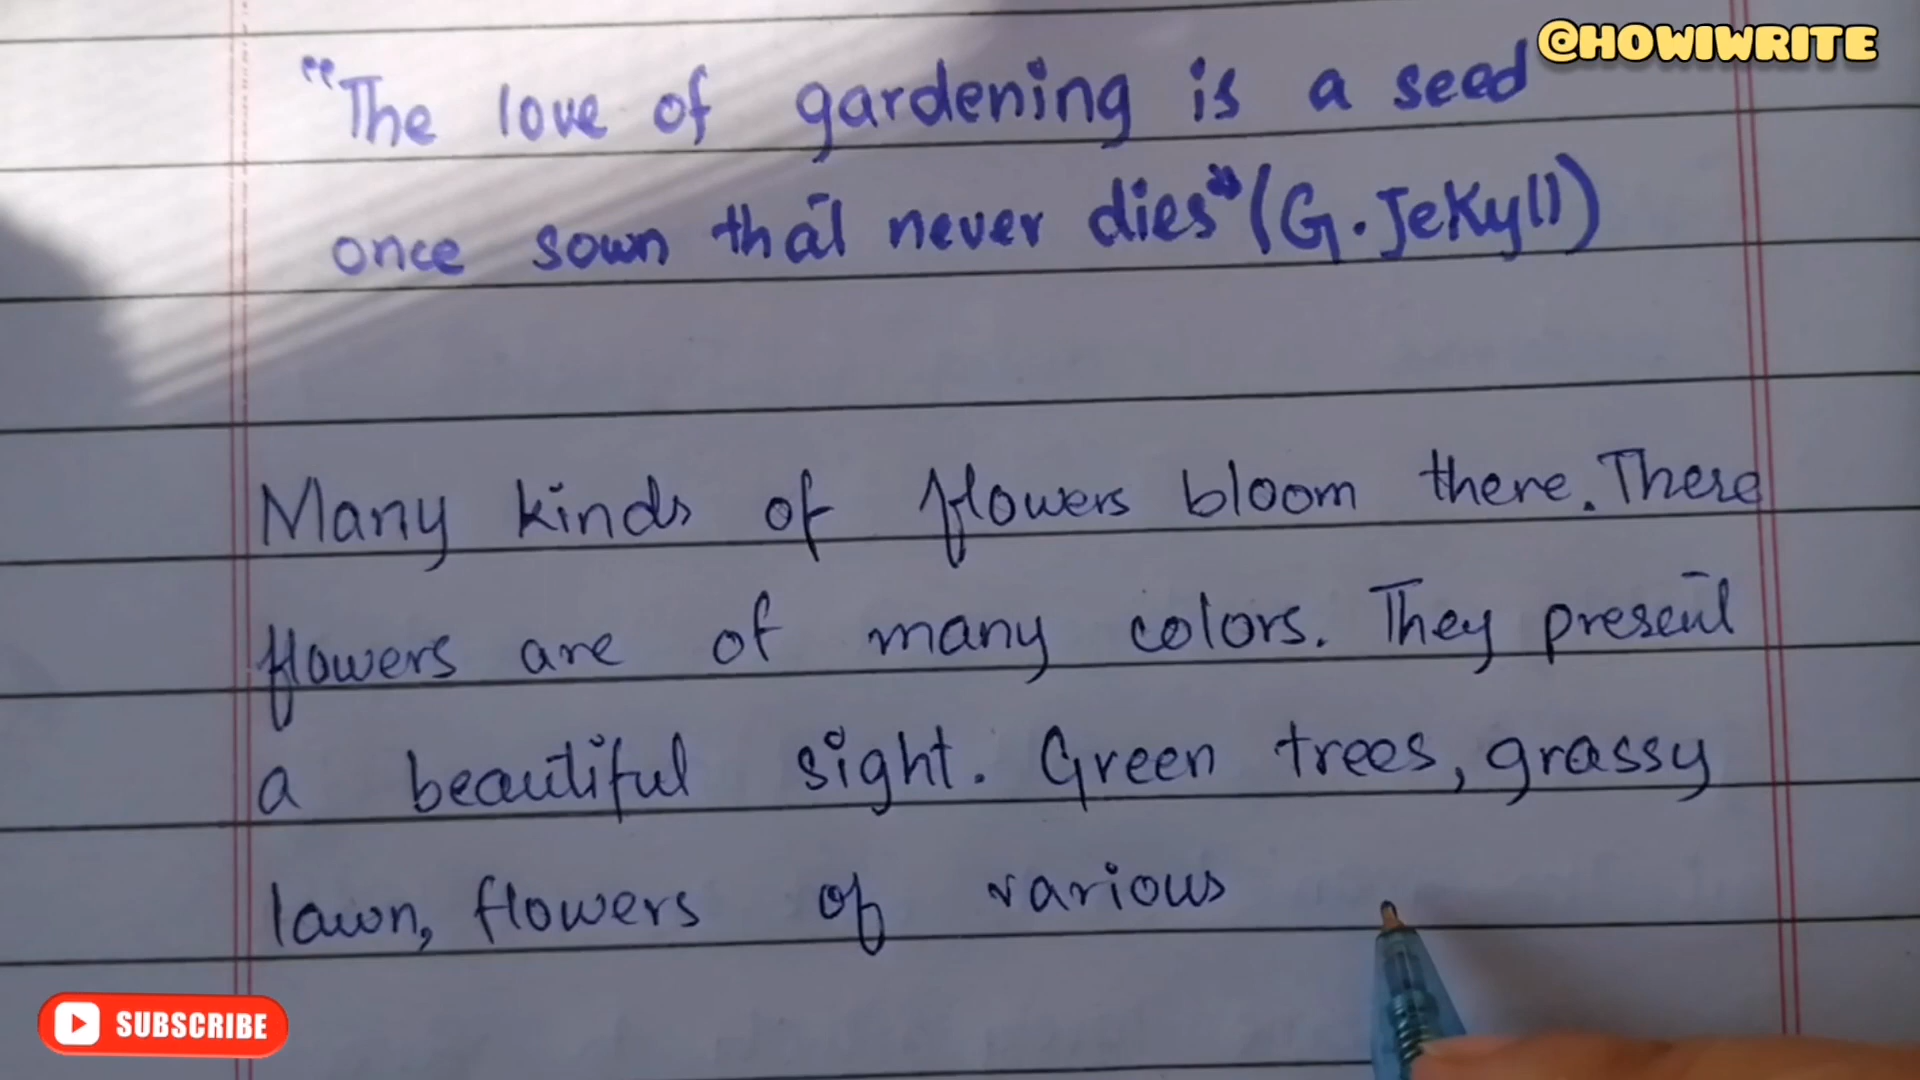 @HOWIWRITE
"The love of gardening is a seed
once sown that never dies" (G. Jekyll)
Many kinds of flowers bloom there. There
flowers are of many colors. They present
a beautiful sight. Green trees, grassy
lawn, flowers of various
SUBSCRIBE